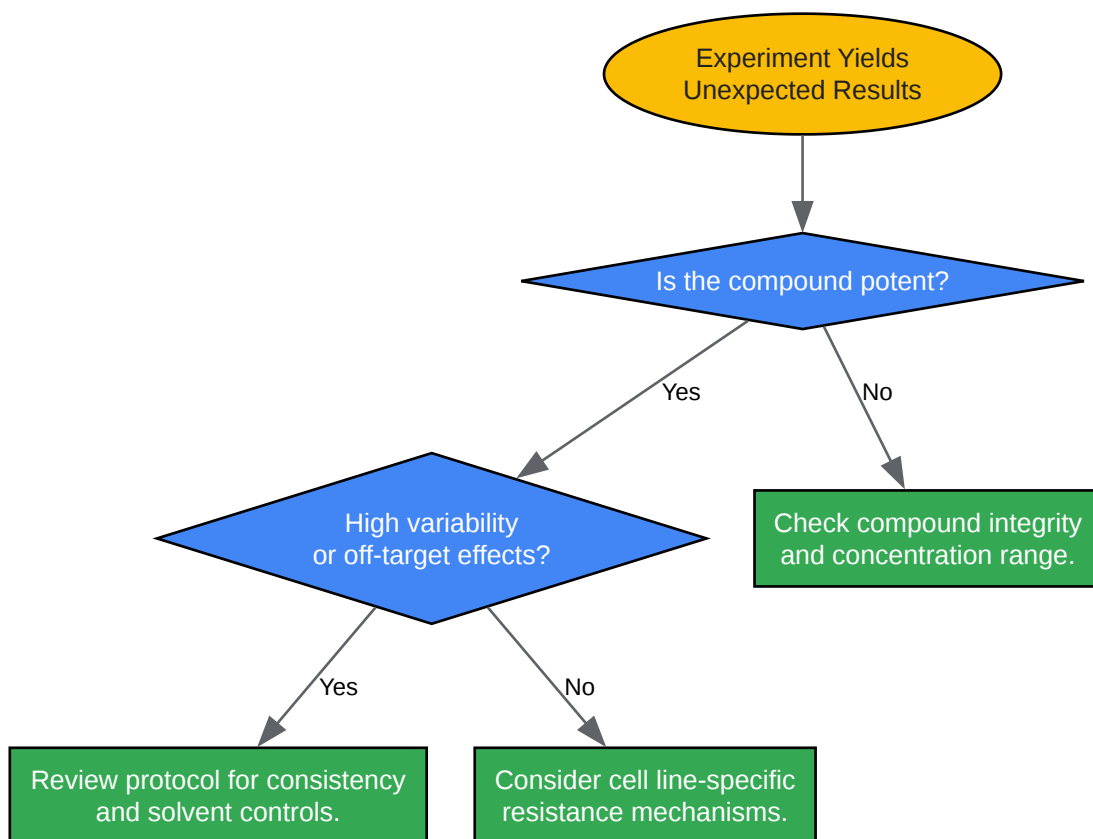 Experiment Yields
Unexpected Results
Is the compound potent?
Yes
No
High variability
or off-target effects?
Check compound integrity
and concentration range.
Yes
No
Review protocol for consistency
and solvent controls.
Consider cell line-specific
resistance mechanisms.